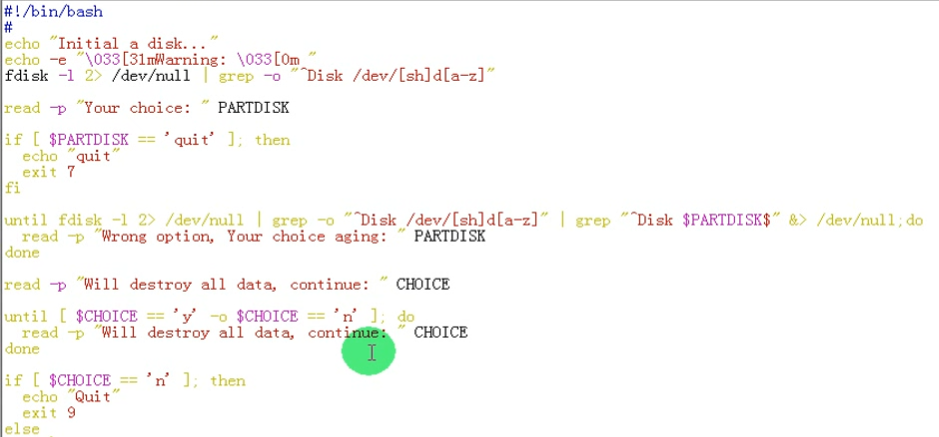 #!/bin/bash
#
echo "Initial a disk..."
echo -e "\033[31mWarning: \033[0m "
fdisk -l 2> /dev/null | grep -o "^Disk /dev/[sh]d[a-z]"
read -p "Your choice: " PARTDISK
if [ $PARTDISK == 'quit' ]; then
  echo "quit"
  exit 7
fi
until fdisk -l 2> /dev/null | grep -o "^Disk /dev/[sh]d[a-z]" | grep "^Disk $PARTDISK$" &> /dev/null;do
  read -p "Wrong option, Your choice aging: " PARTDISK
done
read -p "Will destroy all data, continue: " CHOICE
until [ $CHOICE == 'y' -o $CHOICE == 'n' ]; do
  read -p "Will destroy all data, continue: " CHOICE
done
if [ $CHOICE == 'n' ]; then
  echo "Quit"
  exit 9
else